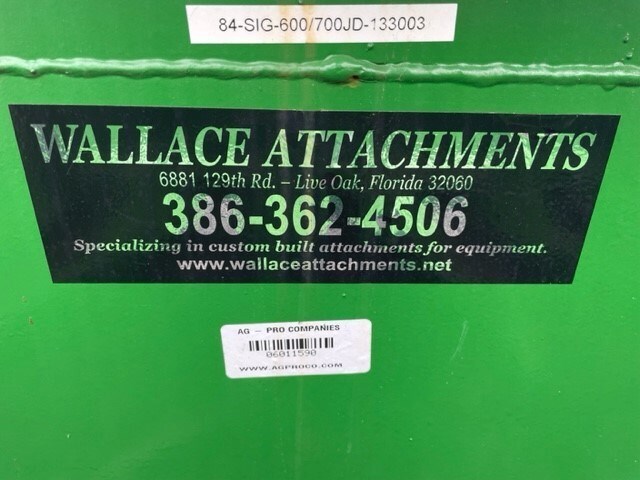 84-SIG-600/700JD-133003
WALLACE ATTACHMENTS
6881 129th Rd. – Live Oak, Florida 32060
386-362-4506
Specializing in custom built attachments for equipment.
www.wallaceattachments.net
AG – PRO COMPANIES
06011590
WWW.AGPROCO.COM